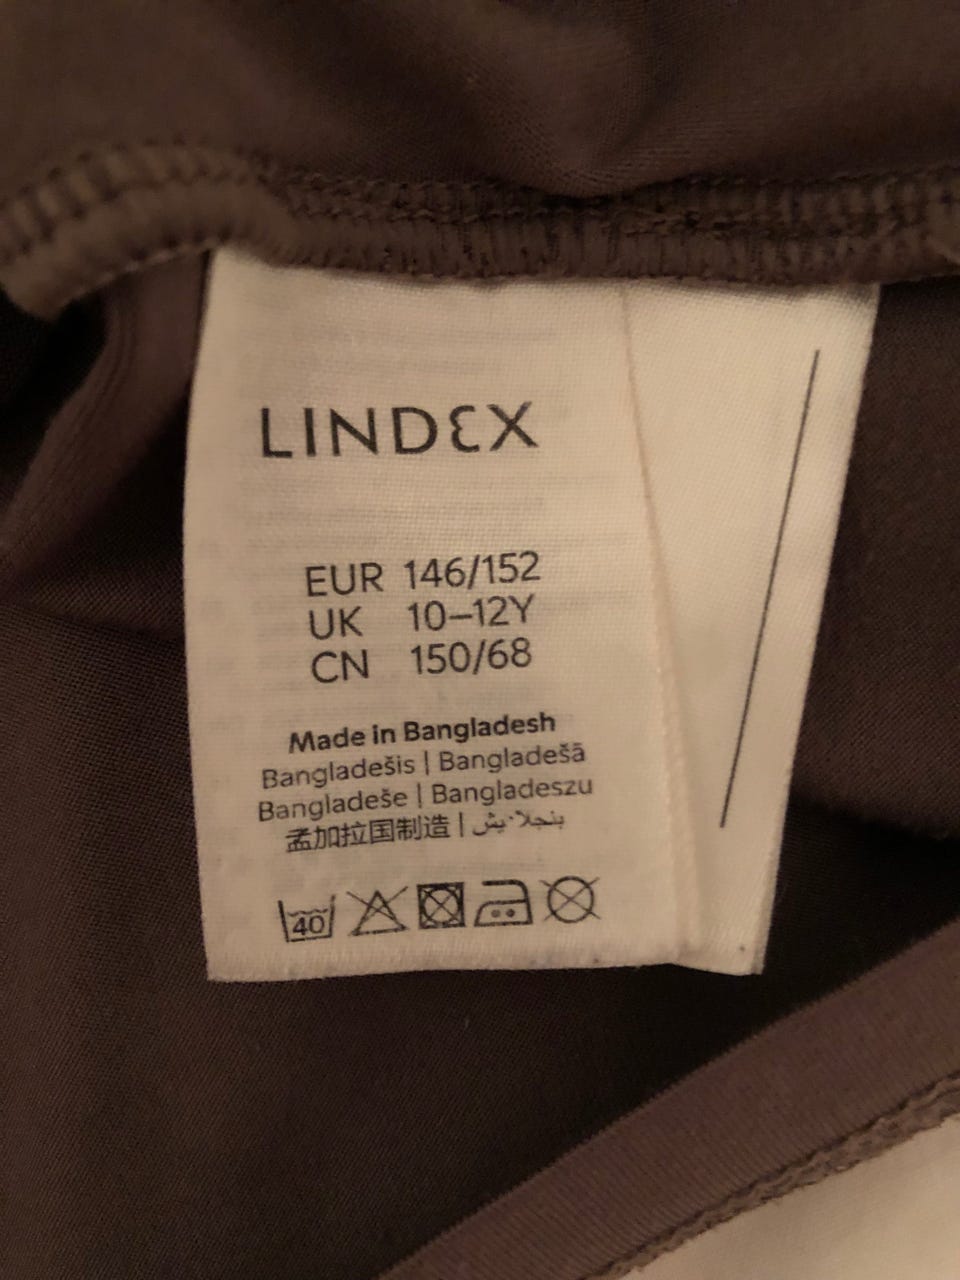 LINDEX
EUR 146/152
UK 10–12Y
CN 150/68
Made in Bangladesh
Bangladešis | Bangladešā
Bangladeše | Bangladeszu
孟加拉国制造 |
40